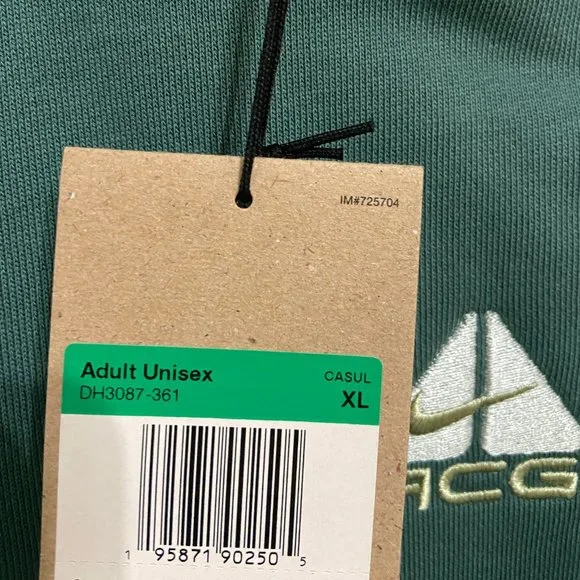 IM#725704
Adult Unisex
CASUL
DH3087-361
XL
1 95871 90250 5
ACG